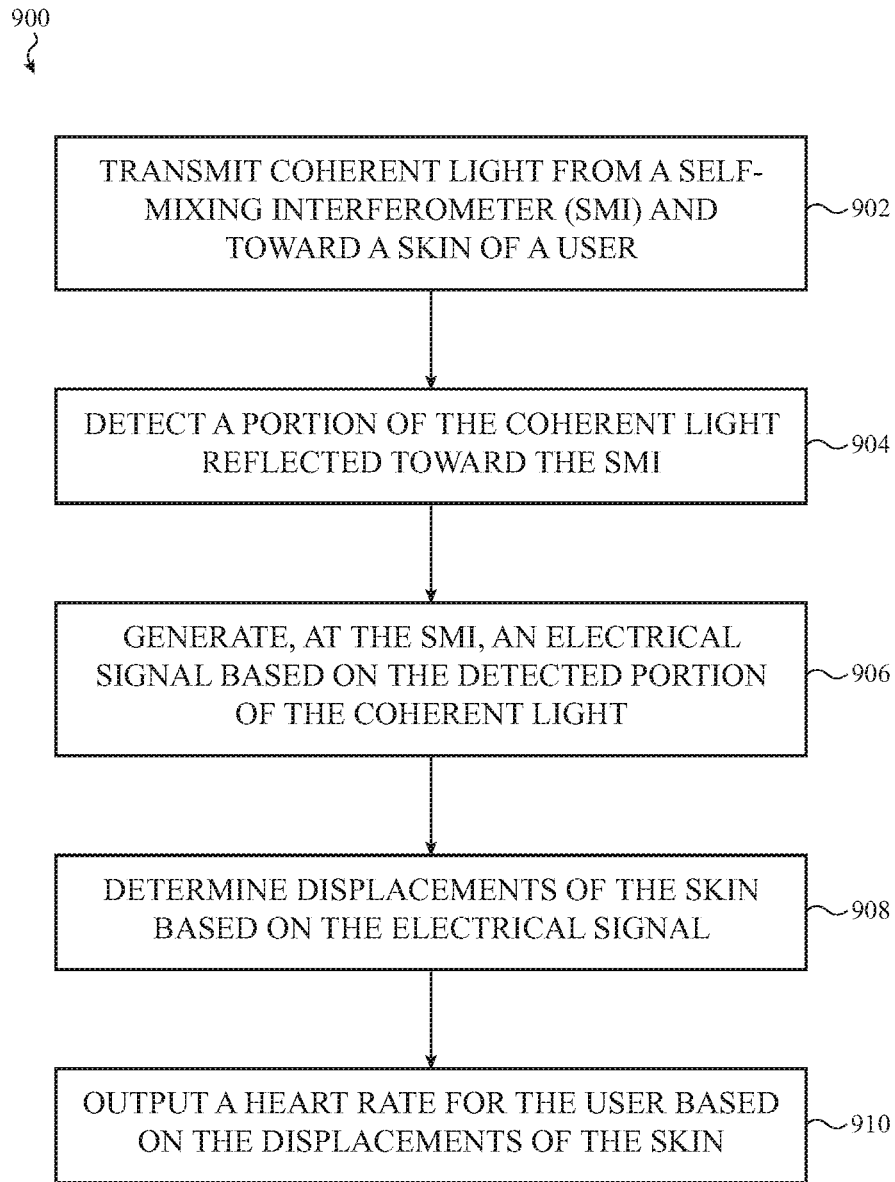 900
TRANSMIT COHERENT LIGHT FROM A SELF-
MIXING INTERFEROMETER (SMI) AND
TOWARD A SKIN OF A USER
902
DETECT A PORTION OF THE COHERENT LIGHT
REFLECTED TOWARD THE SMI
904
GENERATE, AT THE SMI, AN ELECTRICAL
SIGNAL BASED ON THE DETECTED PORTION
OF THE COHERENT LIGHT
906
DETERMINE DISPLACEMENTS OF THE SKIN
BASED ON THE ELECTRICAL SIGNAL
908
OUTPUT A HEART RATE FOR THE USER BASED
ON THE DISPLACEMENTS OF THE SKIN
910